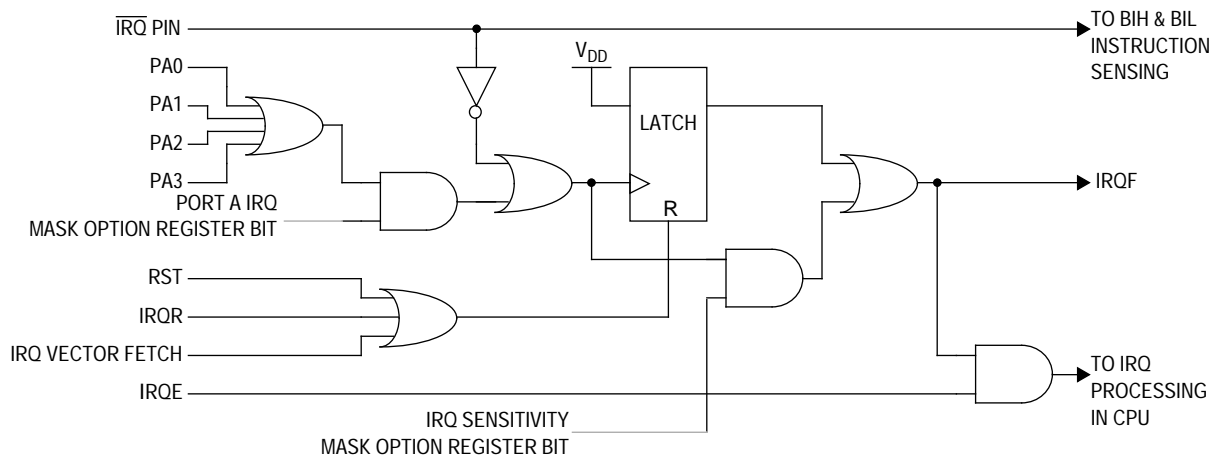 IRQ PIN
TO BIH & BIL
INSTRUCTION
SENSING
VDD
PA0
PA1
PA2
PA3
LATCH
R
IRQF
PORT A IRQ
MASK OPTION REGISTER BIT
RST
IRQR
IRQ VECTOR FETCH
IRQE
TO IRQ
PROCESSING
IN CPU
IRQ SENSITIVITY
MASK OPTION REGISTER BIT